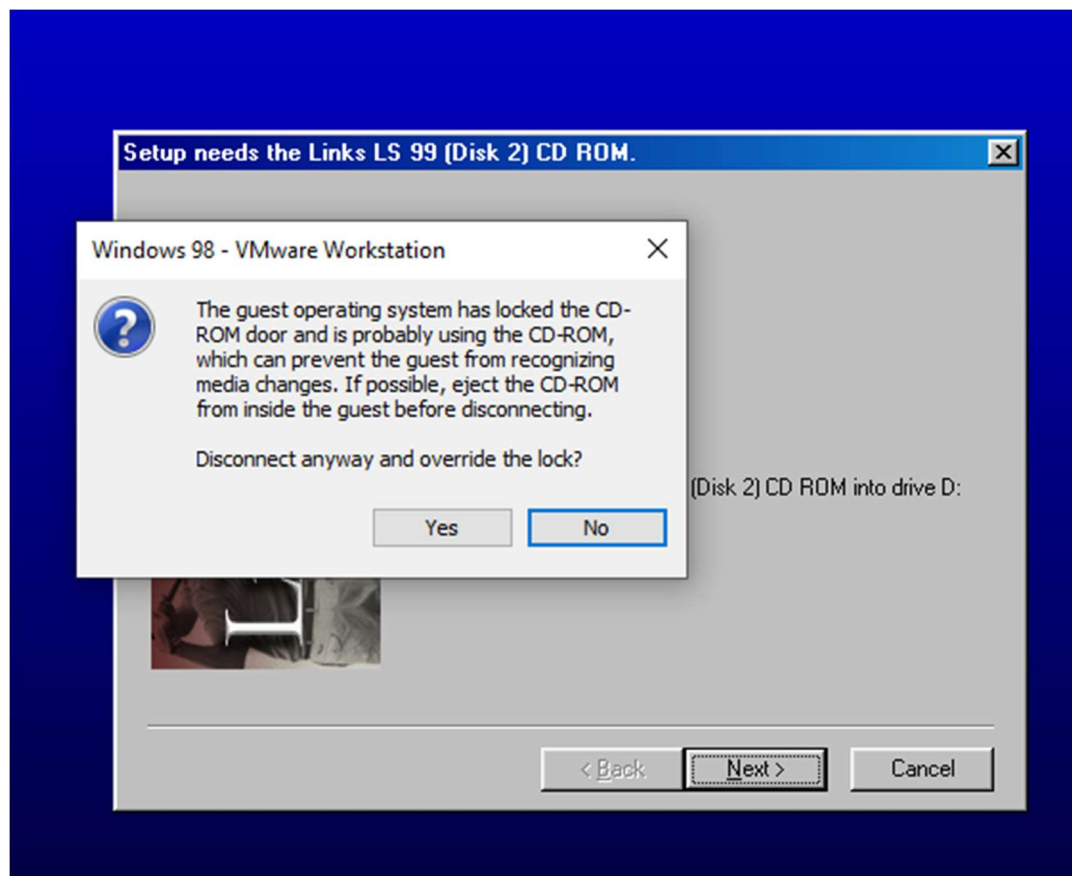 Setup needs the Links LS 99 (Disk 2) CD ROM.
Windows 98 - VMware Workstation
The guest operating system has locked the CD-
ROM door and is probably using the CD-ROM,
which can prevent the guest from recognizing
media changes. If possible, eject the CD-ROM
from inside the guest before disconnecting.
Disconnect anyway and override the lock?
(Disk 2) CD ROM into drive D:
Yes
No
L
< Back
Next >
Cancel